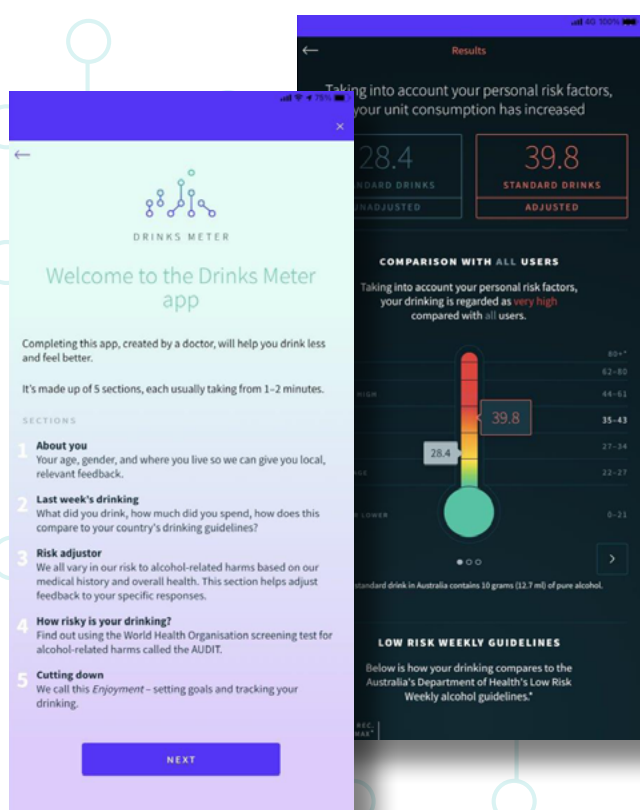 4G 100%
Results
Taking into account your personal risk factors,
your unit consumption has increased
28.4
STANDARD DRINKS
UNADJUSTED
39.8
STANDARD DRINKS
ADJUSTED
COMPARISON WITH ALL USERS
Taking into account your personal risk factors,
your drinking is regarded as very high
compared with all users.
80+*
62–80
HIGH
44–61
39.8
35–43
28.4
27–34
22–27
LOWER
0–21
standard drink in Australia contains 10 grams (12.7 ml) of pure alcohol.
LOW RISK WEEKLY GUIDELINES
Below is how your drinking compares to the
Australia's Department of Health's Low Risk
Weekly alcohol guidelines.*
REC.
MAX*
75%
DRINKS METER
Welcome to the Drinks Meter
app
Completing this app, created by a doctor, will help you drink less
and feel better.
It's made up of 5 sections, each usually taking from 1–2 minutes.
SECTIONS
1 About you
Your age, gender, and where you live so we can give you local,
relevant feedback.
2 Last week's drinking
What did you drink, how much did you spend, how does this
compare to your country's drinking guidelines?
3 Risk adjustor
We all vary in our risk to alcohol-related harms based on our
medical history and overall health. This section helps adjust
feedback to your specific responses.
4 How risky is your drinking?
Find out using the World Health Organisation screening test for
alcohol-related harms called the AUDIT.
5 Cutting down
We call this Enjoyment – setting goals and tracking your
drinking.
NEXT